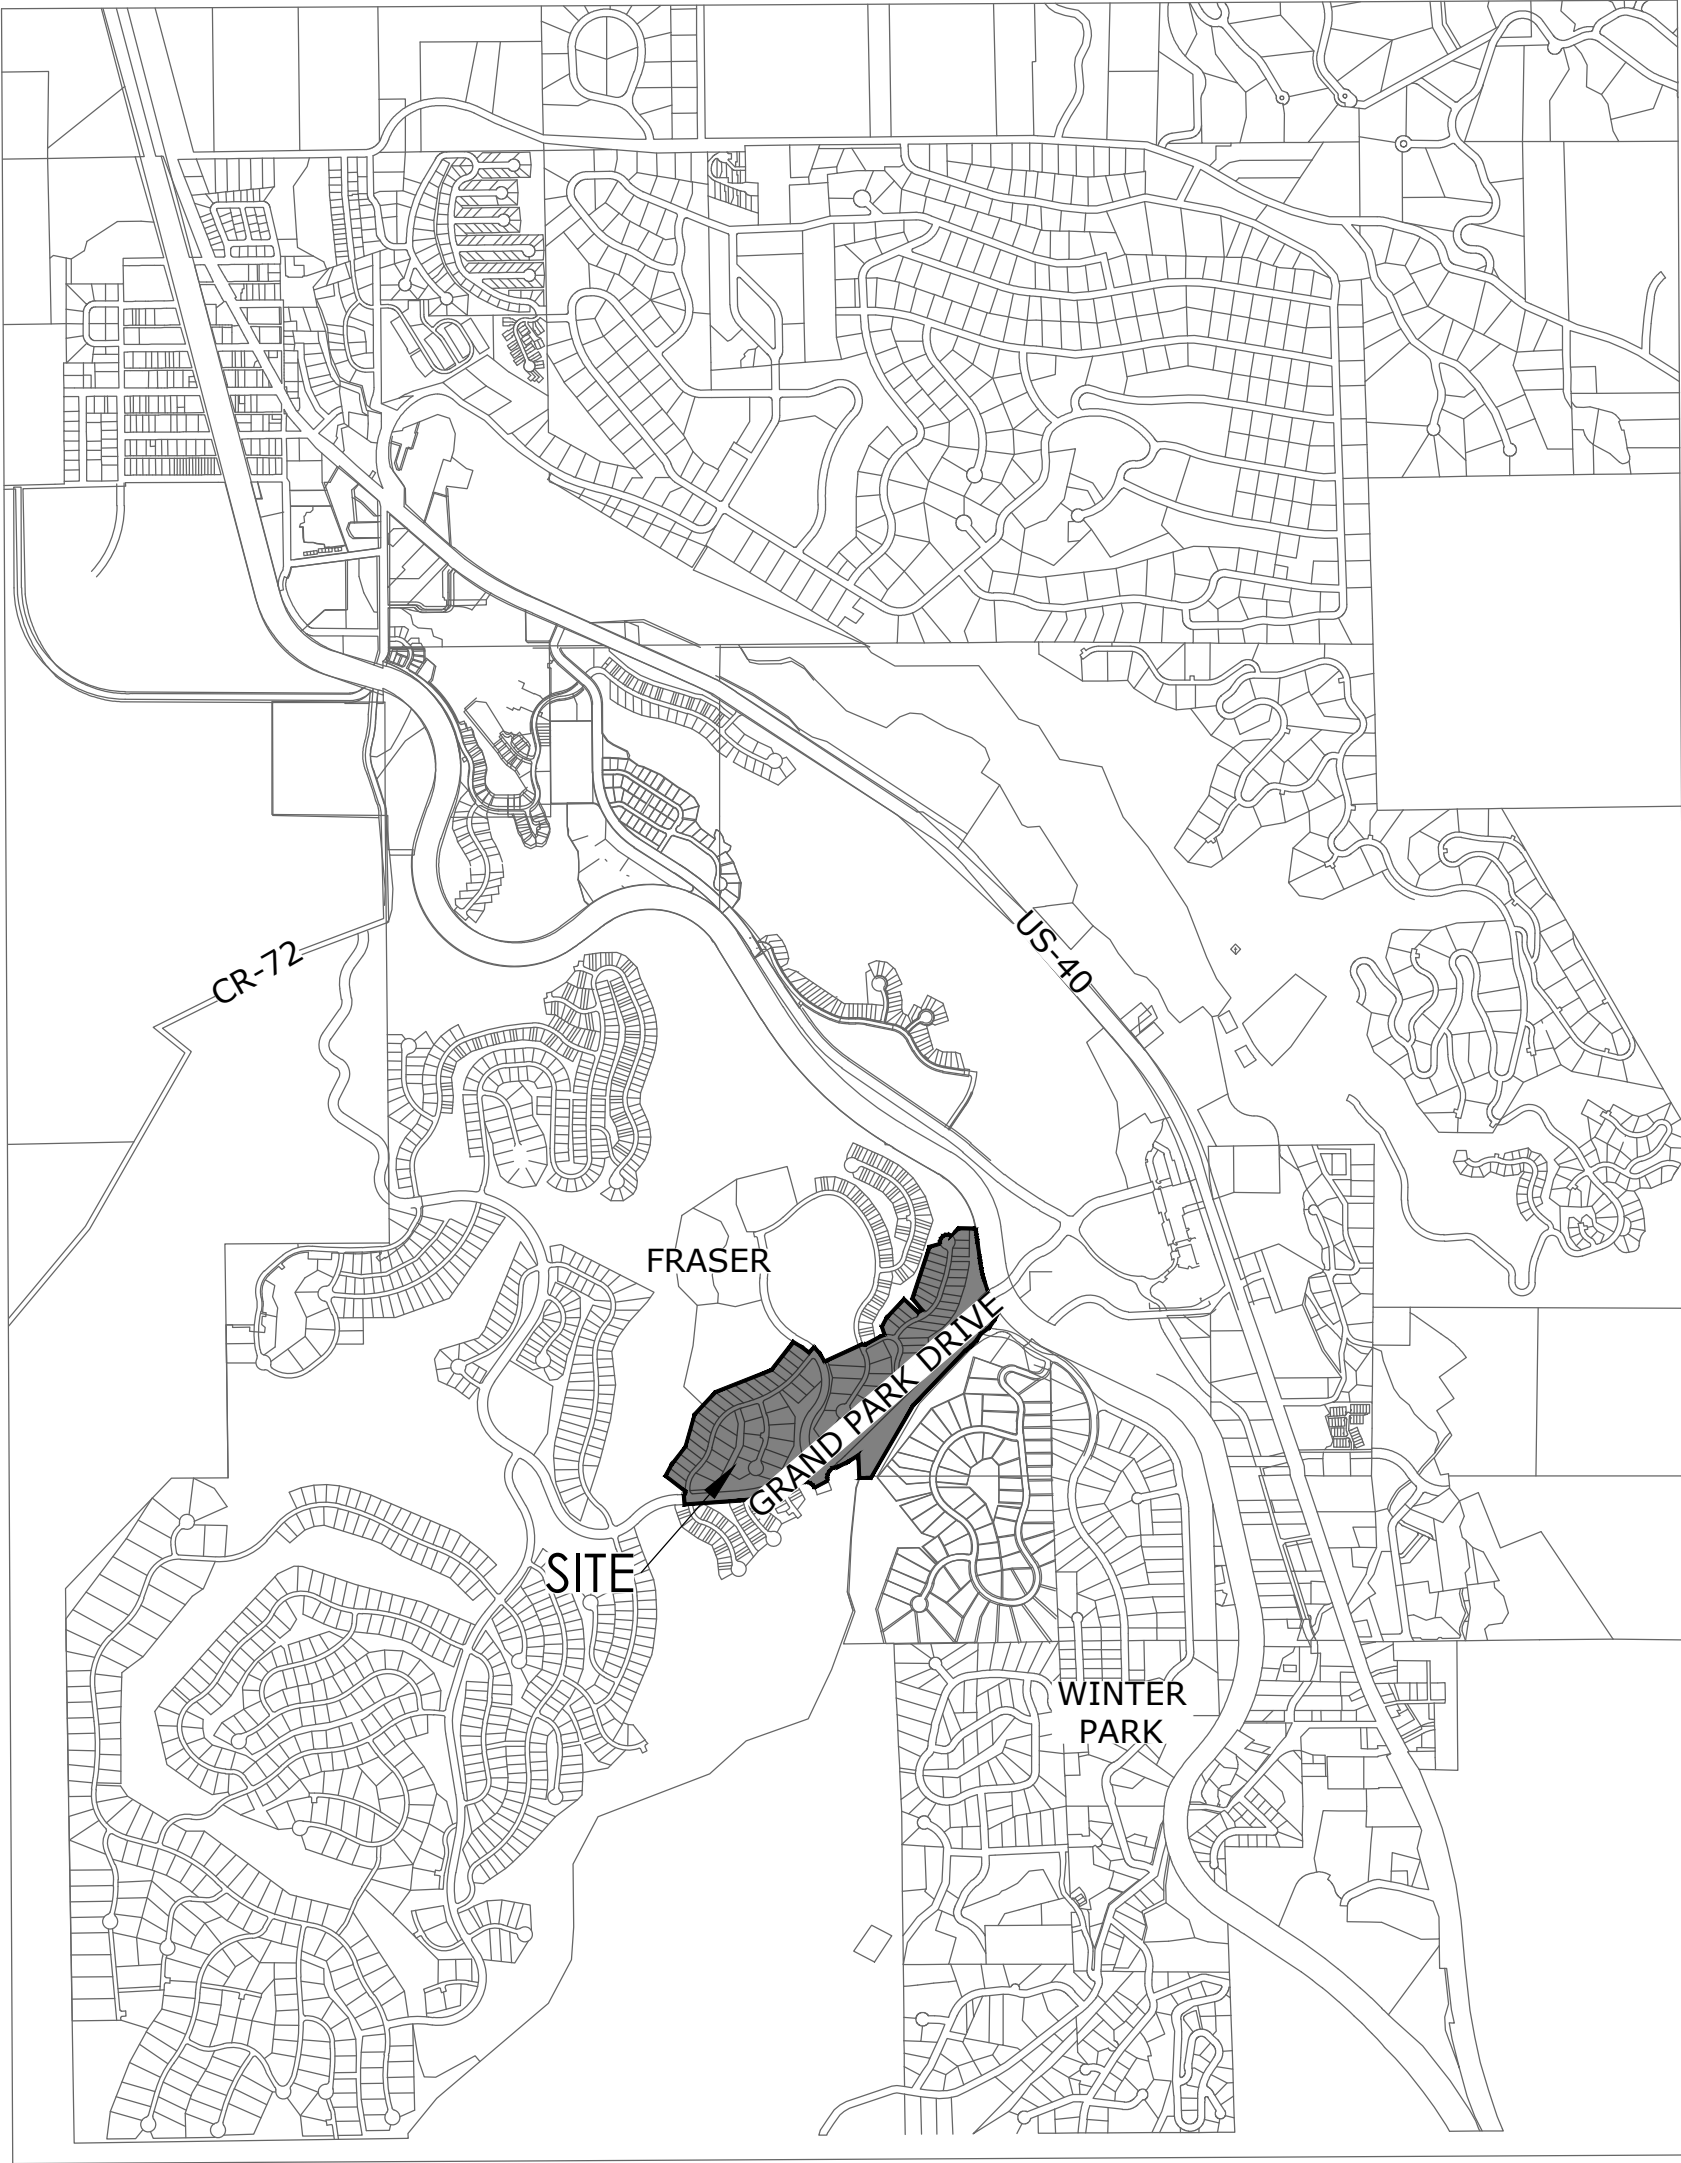 US-40
CR-72
FRASER
GRAND PARK DRIVE
SITE
WINTER
PARK